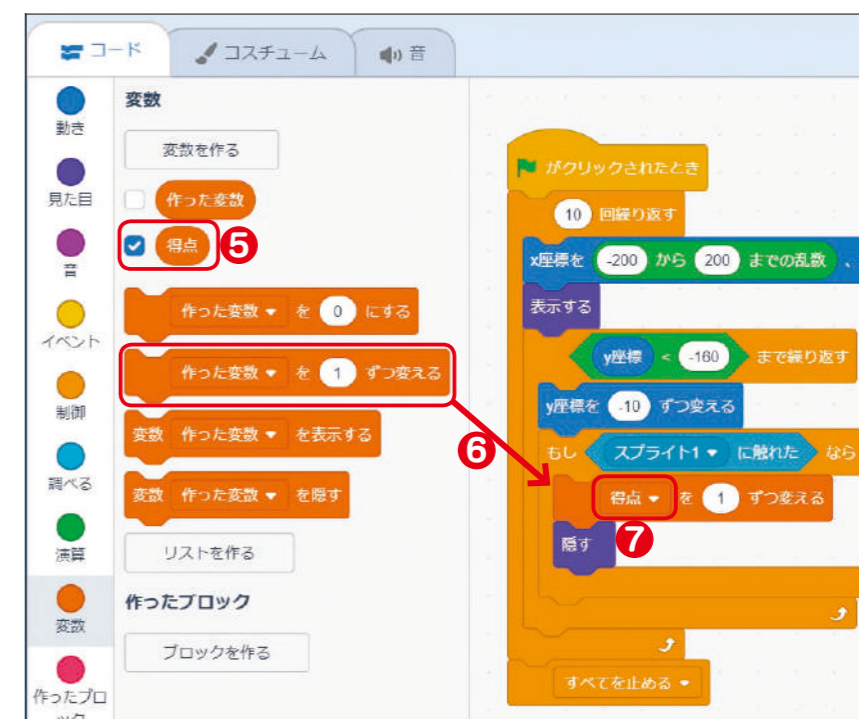 コード
コスチューム
音
動き
見た目
音
イベント
制御
調べる
演算
変数
作ったブロ
ック
変数
変数を作る
作った変数
得点
❺
作った変数 を 0 にする
作った変数 を 1 ずつ変える
変数 作った変数 を表示する
変数 作った変数 を隠す
リストを作る
作ったブロック
ブロックを作る
❻
がクリックされたとき
10 回繰り返す
x座標を -200 から 200 までの乱数 、
表示する
y座標 < -160 まで繰り返す
y座標を -10 ずつ変える
もし スプライト1 に触れた なら
得点 を 1 ずつ変える
隠す
❼
すべてを止める